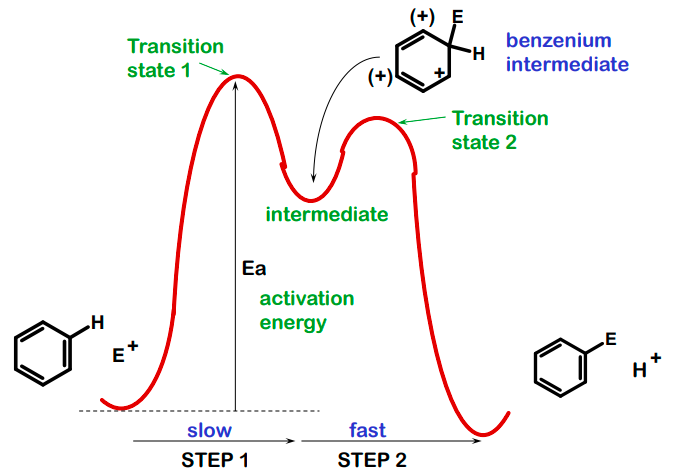 (+) E
Transition
state 1
H
benzenium
intermediate
(+)
+
Transition
state 2
intermediate
Ea
activation
energy
H
E+
E
H+
slow
fast
STEP 1
STEP 2